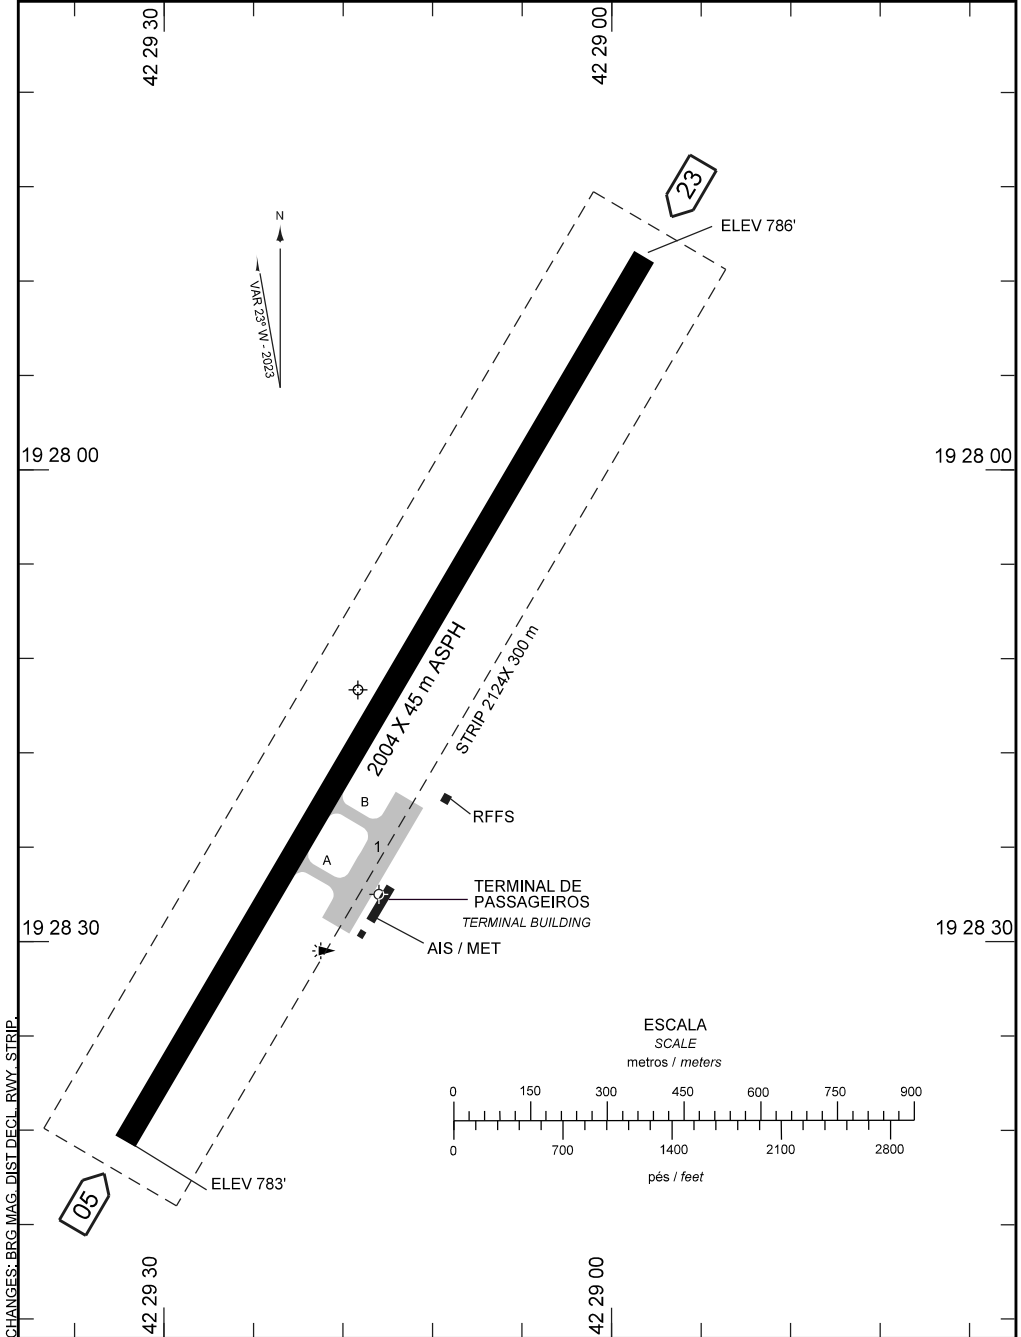 42 29 30
42 29 00
23
ELEV 786'
N
VAR 23° W - 2023
19 28 00
19 28 00
2004 X 45 m ASPH
STRIP 2124X 300 m
B
RFFS
1
A
TERMINAL DE
PASSAGEIROS
TERMINAL BUILDING
19 28 30
19 28 30
AIS / MET
ESCALA
SCALE
metros / meters
0 150 300 450 600 750 900
0 700 1400 2100 2800
pés / feet
ELEV 783'
05
CHANGES: BRG MAG, DIST DECL, RWY, STRIP.
42 29 30
42 29 00